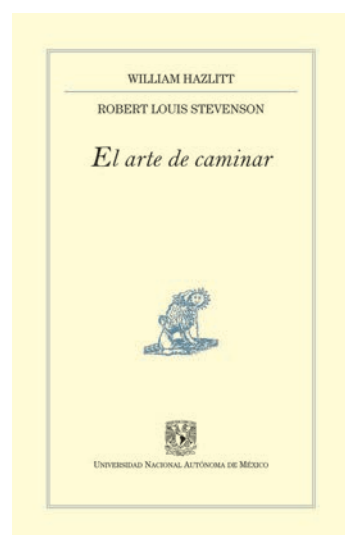 WILLIAM HAZLITT
ROBERT LOUIS STEVENSON
El arte de caminar
UNIVERSIDAD NACIONAL AUTÓNOMA DE MÉXICO